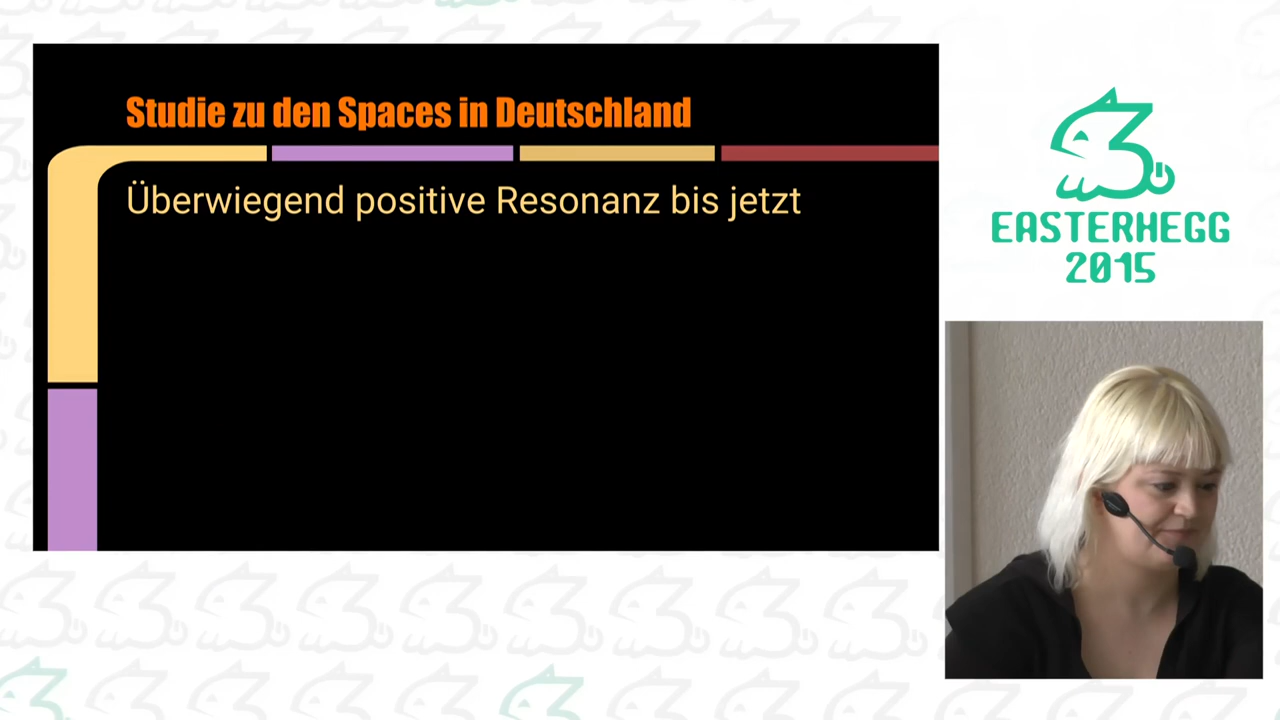 Studie zu den Spaces in Deutschland
Überwiegend positive Resonanz bis jetzt
EASTERHEGG
2015